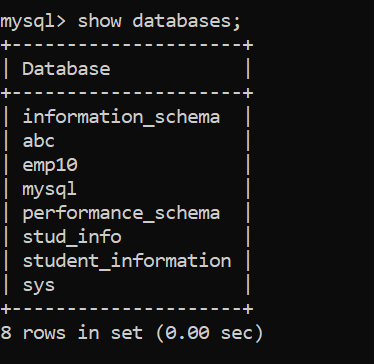 mysql> show databases;
+---------------------+
| Database            |
+---------------------+
| information_schema  |
| abc                 |
| emp10               |
| mysql               |
| performance_schema  |
| stud_info           |
| student_information |
| sys                 |
+---------------------+
8 rows in set (0.00 sec)